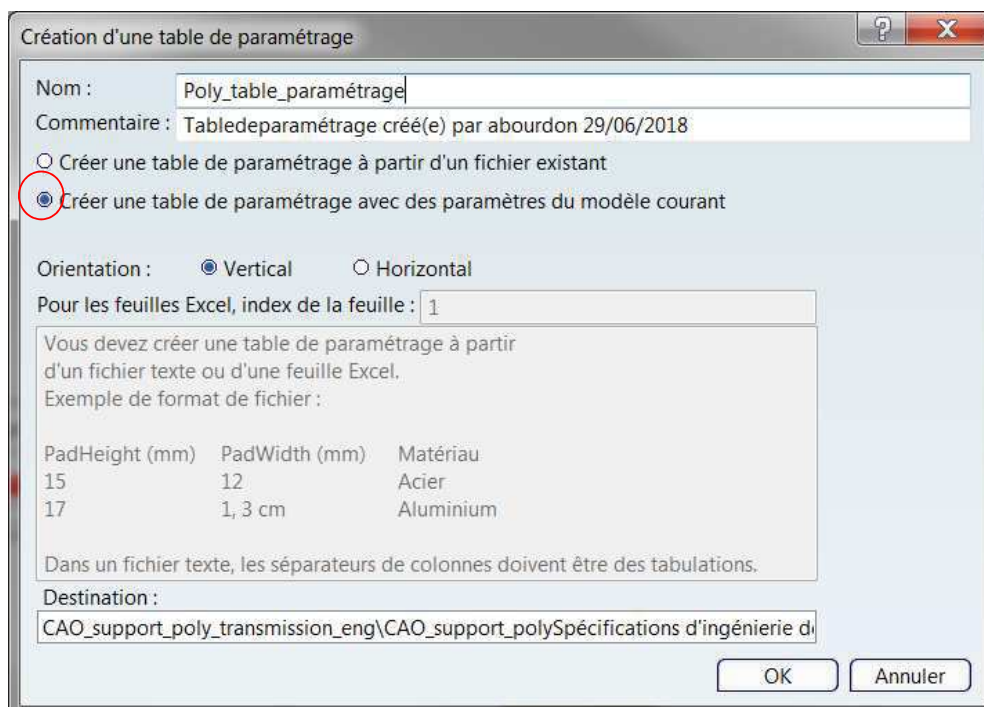 Création d'une table de paramétrage
Nom : Poly_table_paramétrage
Commentaire : Tabledeparamétrage créé(e) par abourdon 29/06/2018
Créer une table de paramétrage à partir d'un fichier existant
Créer une table de paramétrage avec des paramètres du modèle courant
Orientation : Vertical Horizontal
Pour les feuilles Excel, index de la feuille : 1
Vous devez créer une table de paramétrage à partir
d'un fichier texte ou d'une feuille Excel.
Exemple de format de fichier :
PadHeight (mm) PadWidth (mm) Matériau
15 12 Acier
17 1, 3 cm Aluminium
Dans un fichier texte, les séparateurs de colonnes doivent être des tabulations.
Destination :
CAO_support_poly_transmission_eng\CAO_support_polySpécifications d'ingénierie d
OK Annuler